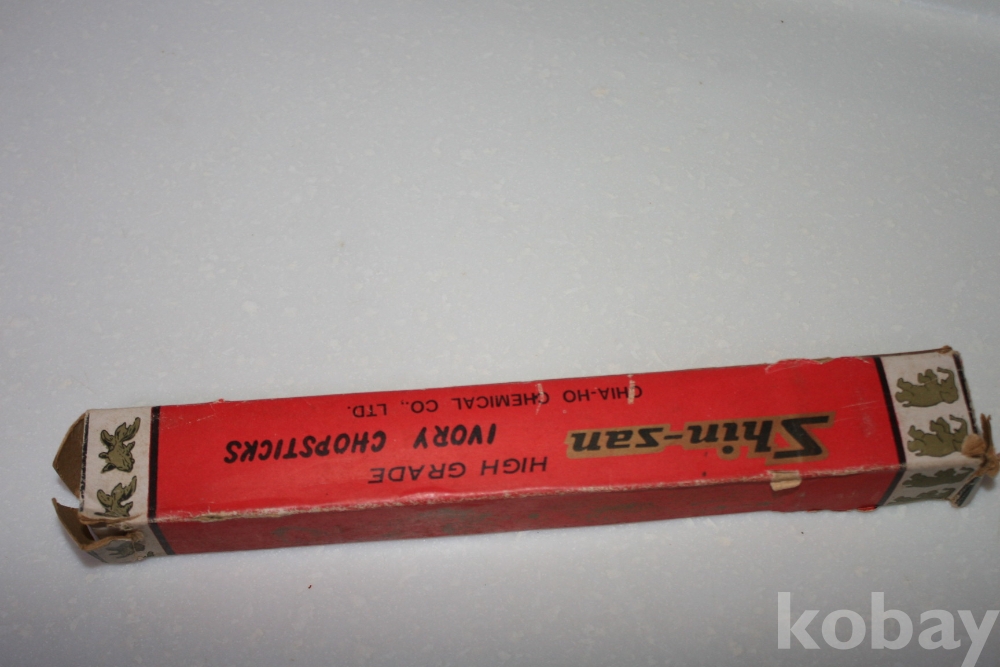 Shin-san
HIGH GRADE
IVORY CHOPSTICKS
CHIA-HO CHEMICAL CO., LTD.
kobay